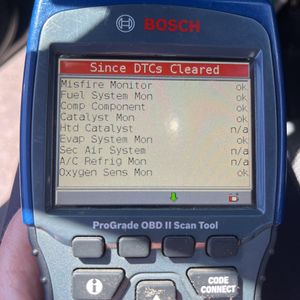 BOSCH
Since DTCs Cleared
Misfire Monitor ok
Fuel System Mon ok
Comp Component ok
Catalyst Mon ok
Htd Catalyst n/a
Evap System Mon ok
Sec Air System n/a
A/C Refrig Mon n/a
Oxygen Sens Mon ok
ProGrade OBD II Scan Tool
i
CODE
CONNECT